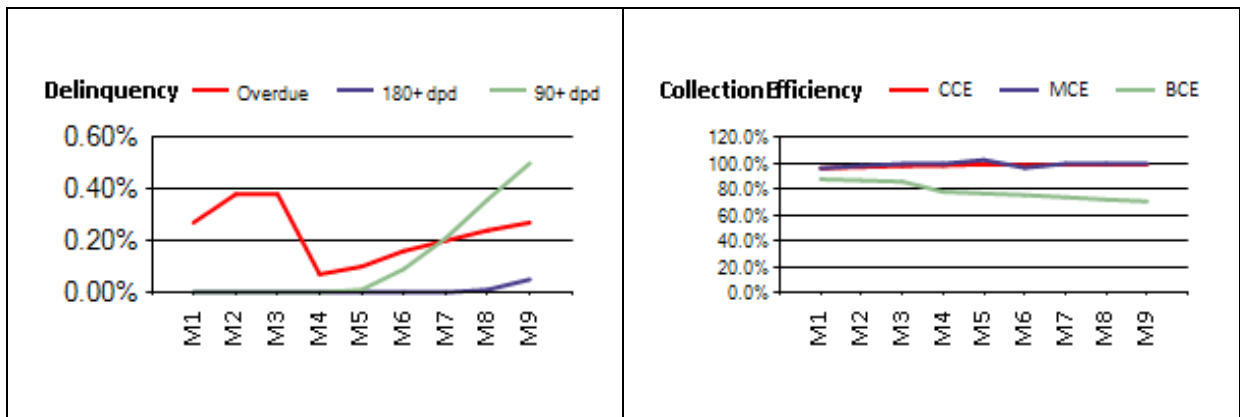 Delinquency Overdue 180+ dpd 90+ dpd
0.60%
0.40%
0.20%
0.00%
M1 M2 M3 M4 M5 M6 M7 M8 M9
Collection Efficiency CCE MCE BCE
120.0%
100.0%
80.0%
60.0%
40.0%
20.0%
0.0%
M1 M2 M3 M4 M5 M6 M7 M8 M9